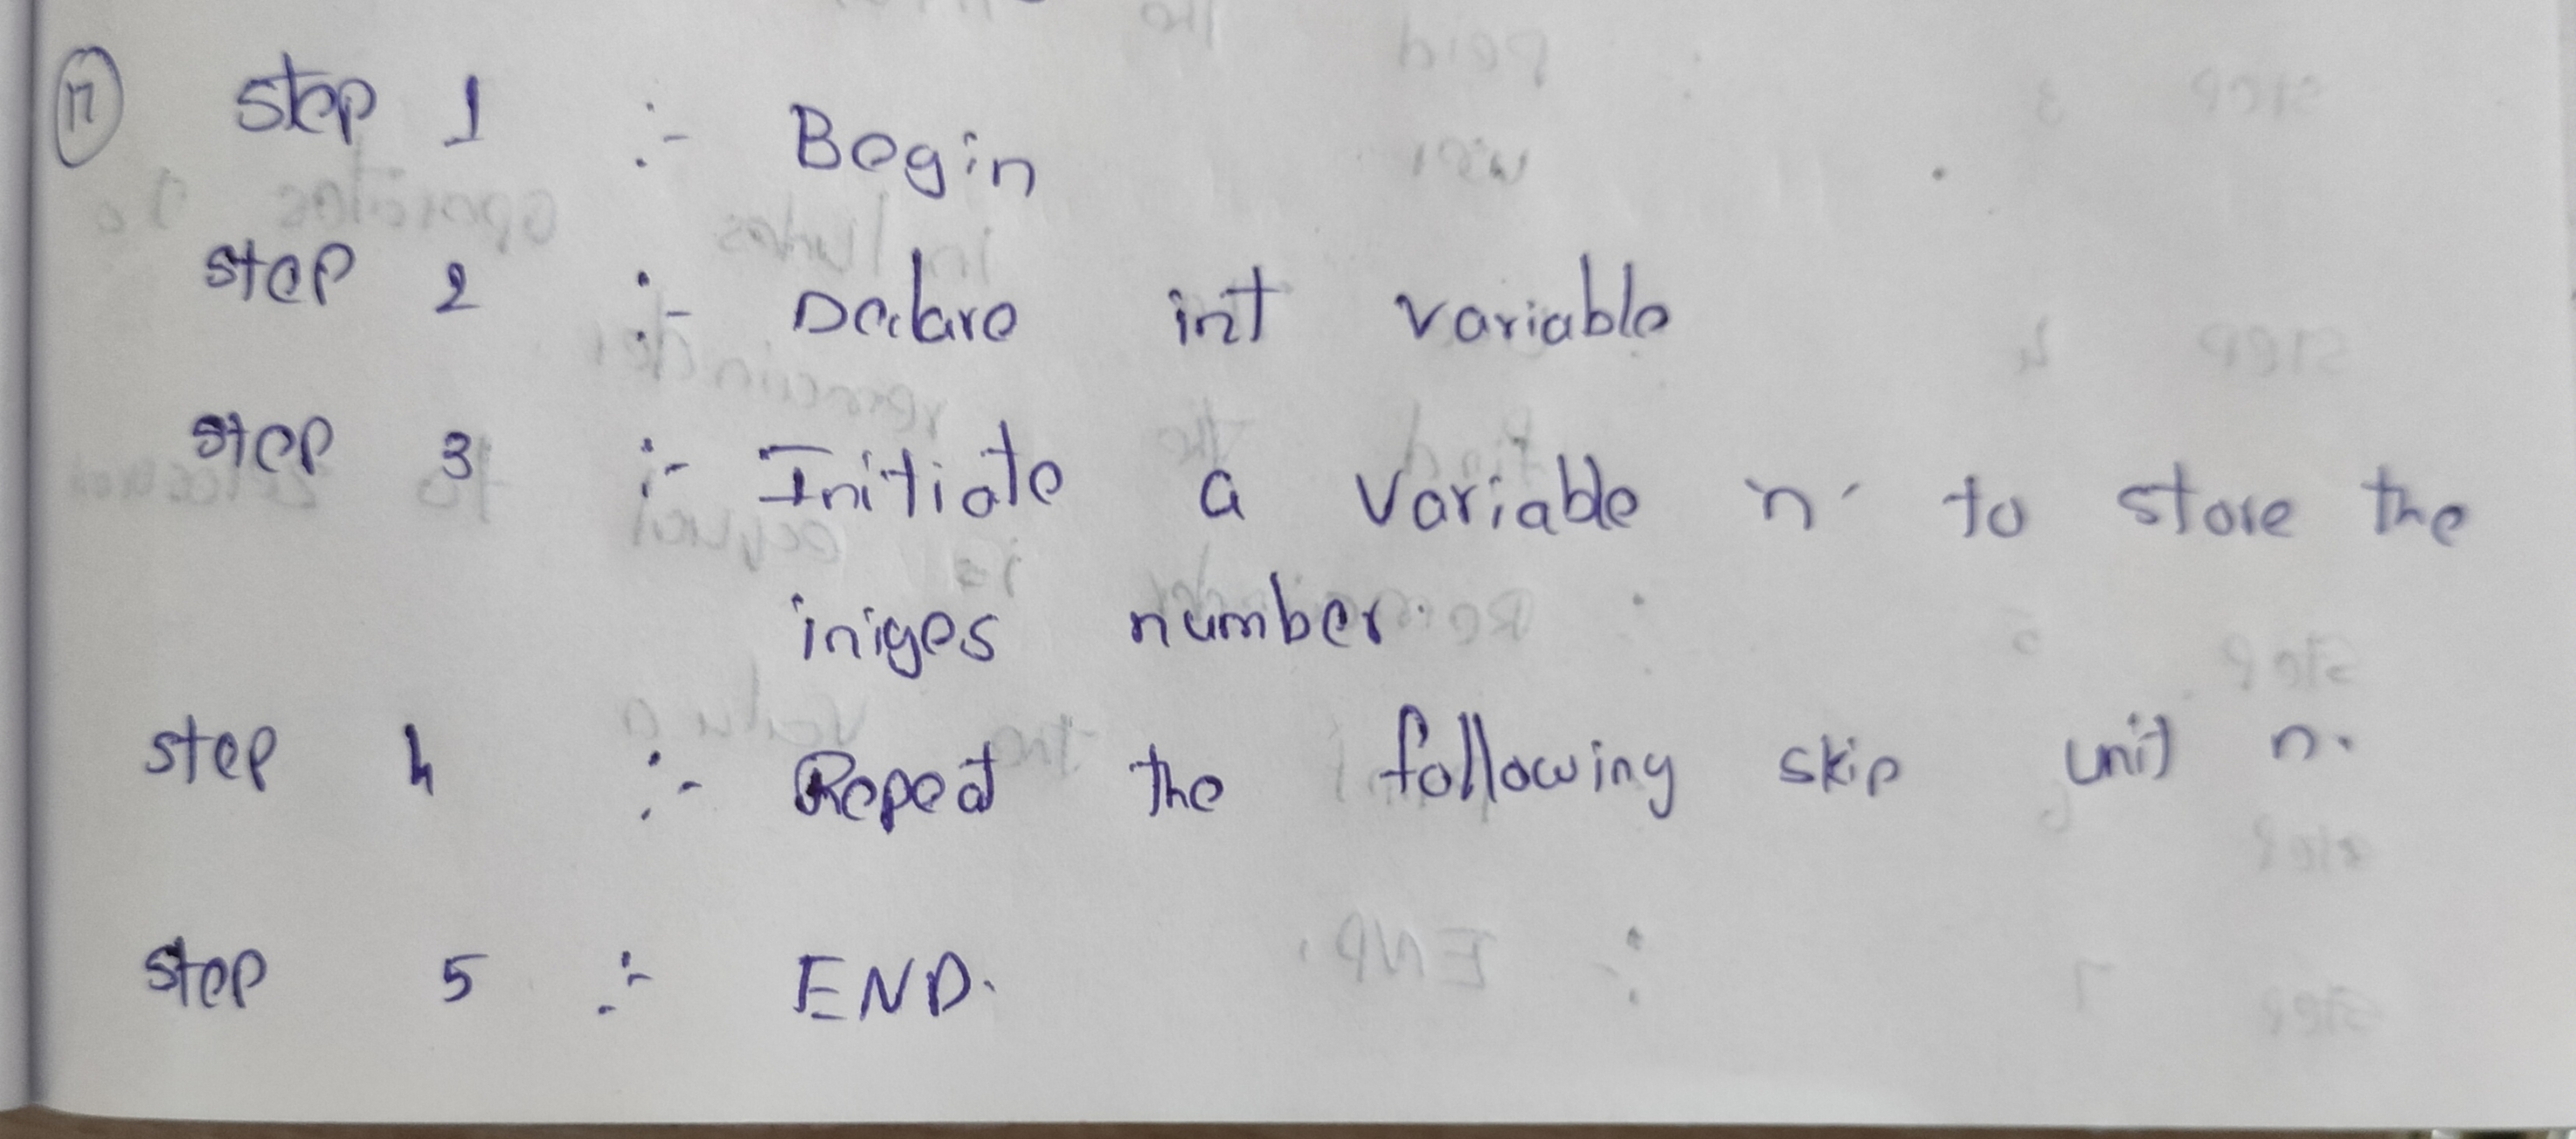 17 step 1 :- Begin
step 2 :- Declare int variable
step 3 :- Initiate a variable 'n' to store the
iniges number.
step 4 :- Repeat the following skip unit n.
step 5 :- END.